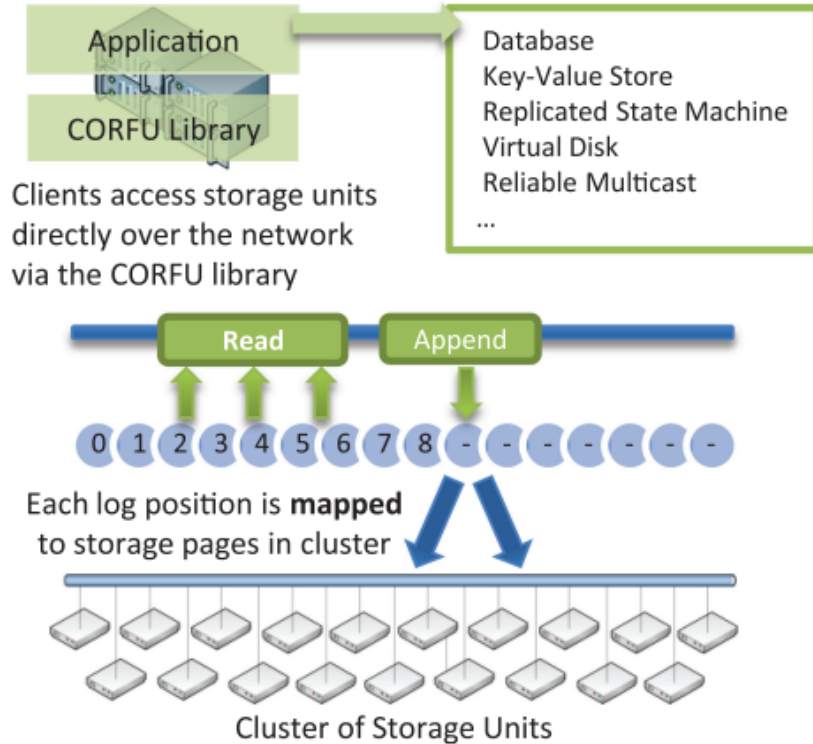 Application
CORFU Library
Database
Key-Value Store
Replicated State Machine
Virtual Disk
Reliable Multicast
...
Clients access storage units
directly over the network
via the CORFU library
Read
Append
0 1 2 3 4 5 6 7 8 - - - - - - -
Each log position is mapped
to storage pages in cluster
Cluster of Storage Units